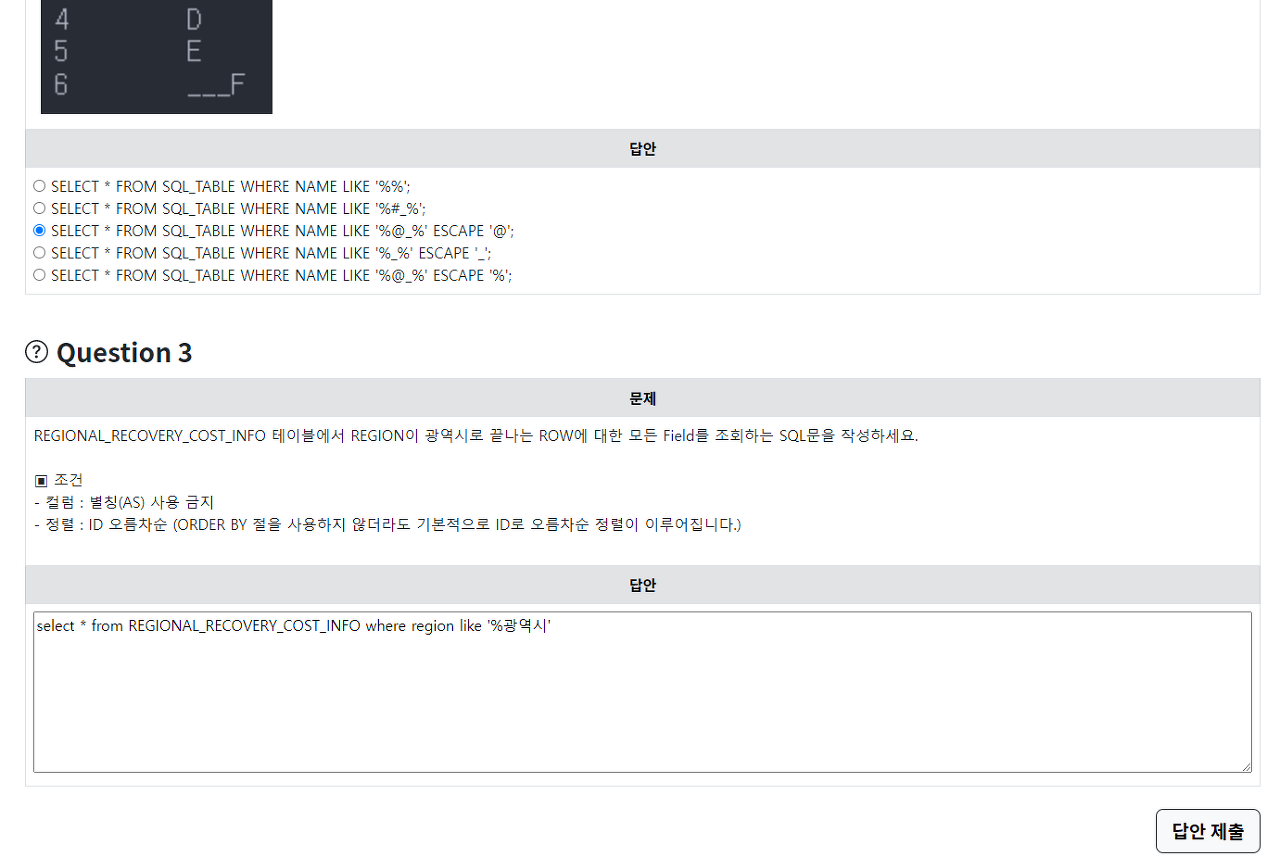 4 D
5 E
6 ___F
답안
SELECT * FROM SQL_TABLE WHERE NAME LIKE '%%';
SELECT * FROM SQL_TABLE WHERE NAME LIKE '%#_%';
SELECT * FROM SQL_TABLE WHERE NAME LIKE '%@_%' ESCAPE '@';
SELECT * FROM SQL_TABLE WHERE NAME LIKE '%_%' ESCAPE '_';
SELECT * FROM SQL_TABLE WHERE NAME LIKE '%@_%' ESCAPE '%';
Question 3
문제
REGIONAL_RECOVERY_COST_INFO 테이블에서 REGION이 광역시로 끝나는 ROW에 대한 모든 Field를 조회하는 SQL문을 작성하세요.
▣ 조건
- 컬럼 : 별칭(AS) 사용 금지
- 정렬 : ID 오름차순 (ORDER BY 절을 사용하지 않더라도 기본적으로 ID로 오름차순 정렬이 이루어집니다.)
답안
select * from REGIONAL_RECOVERY_COST_INFO where region like '%광역시'
답안 제출